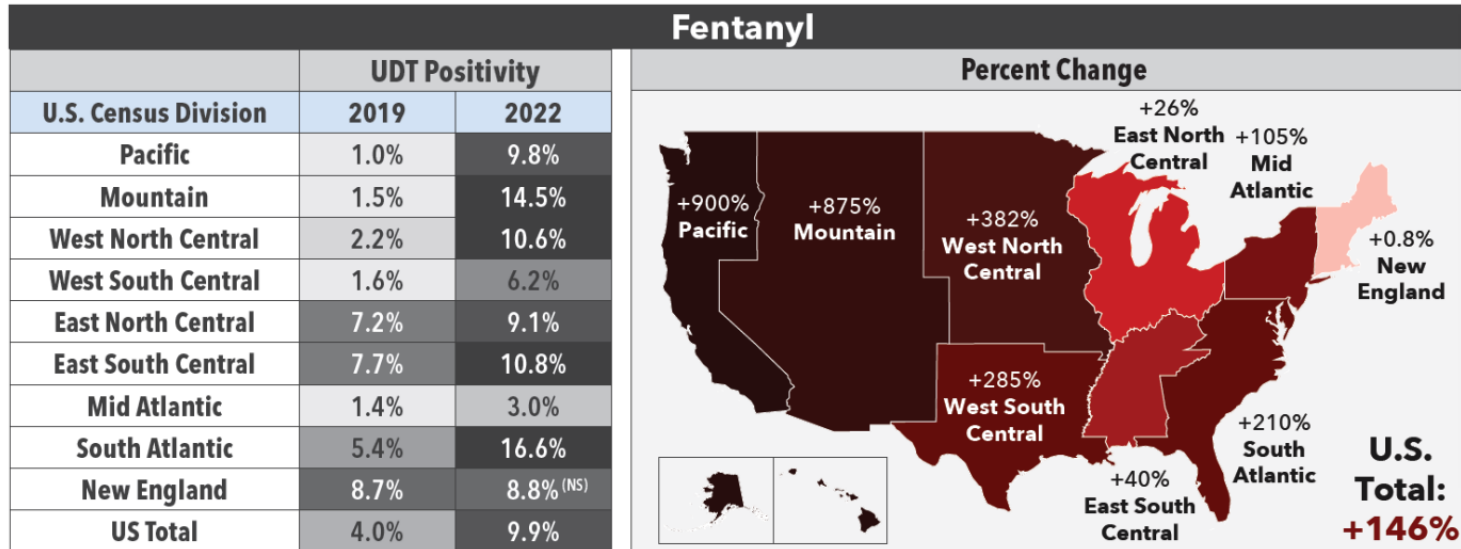 Fentanyl
UDT Positivity
U.S. Census Division 2019 2022
Pacific 1.0% 9.8%
Mountain 1.5% 14.5%
West North Central 2.2% 10.6%
West South Central 1.6% 6.2%
East North Central 7.2% 9.1%
East South Central 7.7% 10.8%
Mid Atlantic 1.4% 3.0%
South Atlantic 5.4% 16.6%
New England 8.7% 8.8% (NS)
US Total 4.0% 9.9%
Percent Change
+900%
Pacific
+875%
Mountain
+382%
West North
Central
+26%
East North
Central
+105%
Mid
Atlantic
+0.8%
New
England
+285%
West South
Central
+40%
East South
Central
+210%
South
Atlantic
U.S.
Total:
+146%